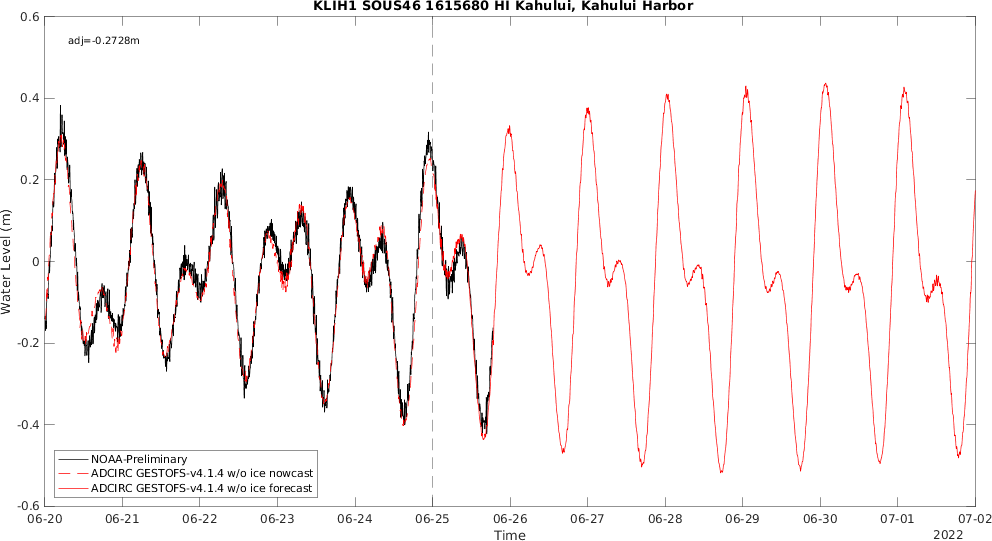 KLIH1 SOUS46 1615680 HI Kahului, Kahului Harbor
adj=-0.2728m
Water Level (m)
0.6
0.4
0.2
0
-0.2
-0.4
-0.6
NOAA-Preliminary
ADCIRC GESTOFS-v4.1.4 w/o ice nowcast
ADCIRC GESTOFS-v4.1.4 w/o ice forecast
06-20 06-21 06-22 06-23 06-24 06-25 06-26 06-27 06-28 06-29 06-30 07-01 07-02
Time
2022